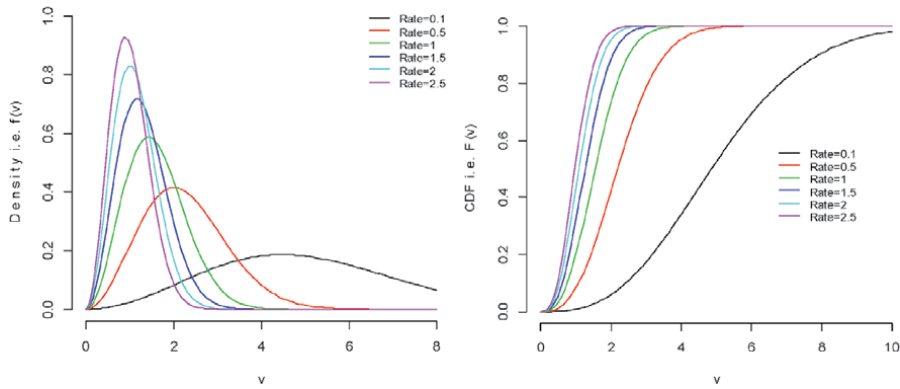 Density i.e. f(v)
1.0
0.8
0.6
0.4
0.2
0.0
0 2 4 6 8
v
Rate=0.1
Rate=0.5
Rate=1
Rate=1.5
Rate=2
Rate=2.5
CDF i.e. F(v)
1.0
0.8
0.6
0.4
0.2
0.0
0 2 4 6 8 10
v
Rate=0.1
Rate=0.5
Rate=1
Rate=1.5
Rate=2
Rate=2.5